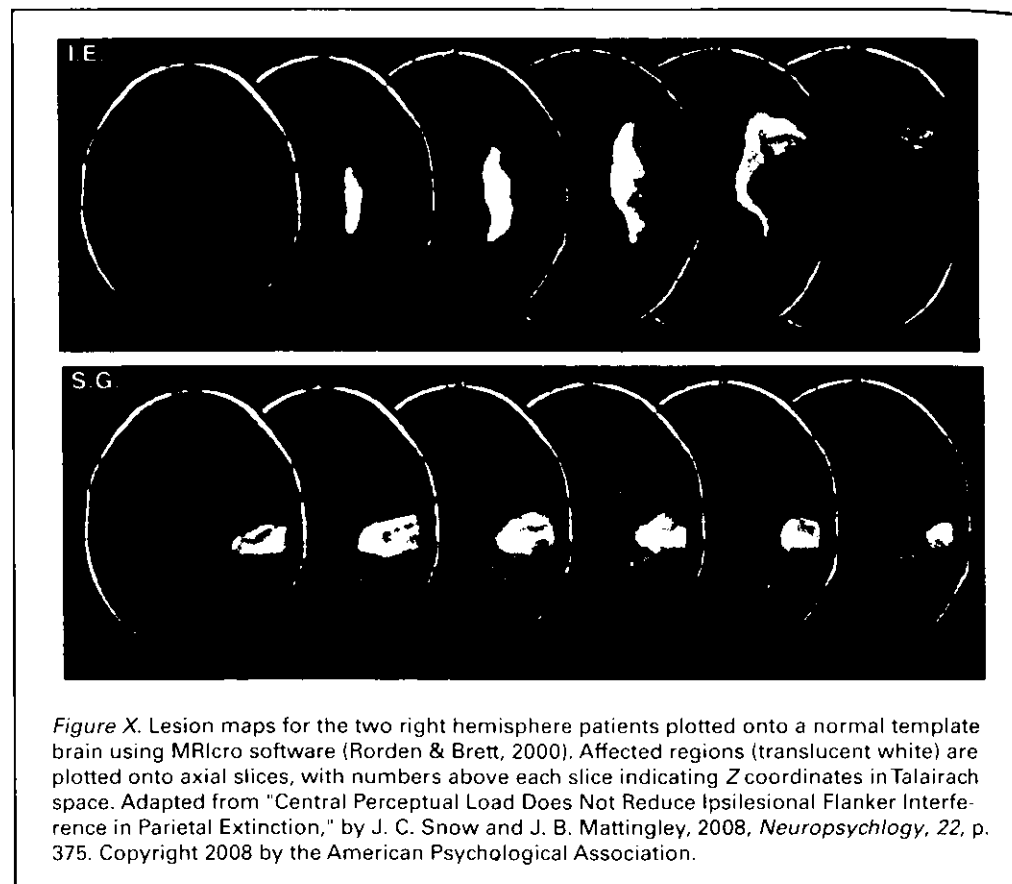 I.E.
S.G.
Figure X. Lesion maps for the two right hemisphere patients plotted onto a normal template
brain using MRIcro software (Rorden & Brett, 2000). Affected regions (translucent white) are
plotted onto axial slices, with numbers above each slice indicating Z coordinates in Talairach
space. Adapted from "Central Perceptual Load Does Not Reduce Ipsilesional Flanker Interfe-
rence in Parietal Extinction," by J. C. Snow and J. B. Mattingley, 2008, Neuropsychlogy, 22, p.
375. Copyright 2008 by the American Psychological Association.